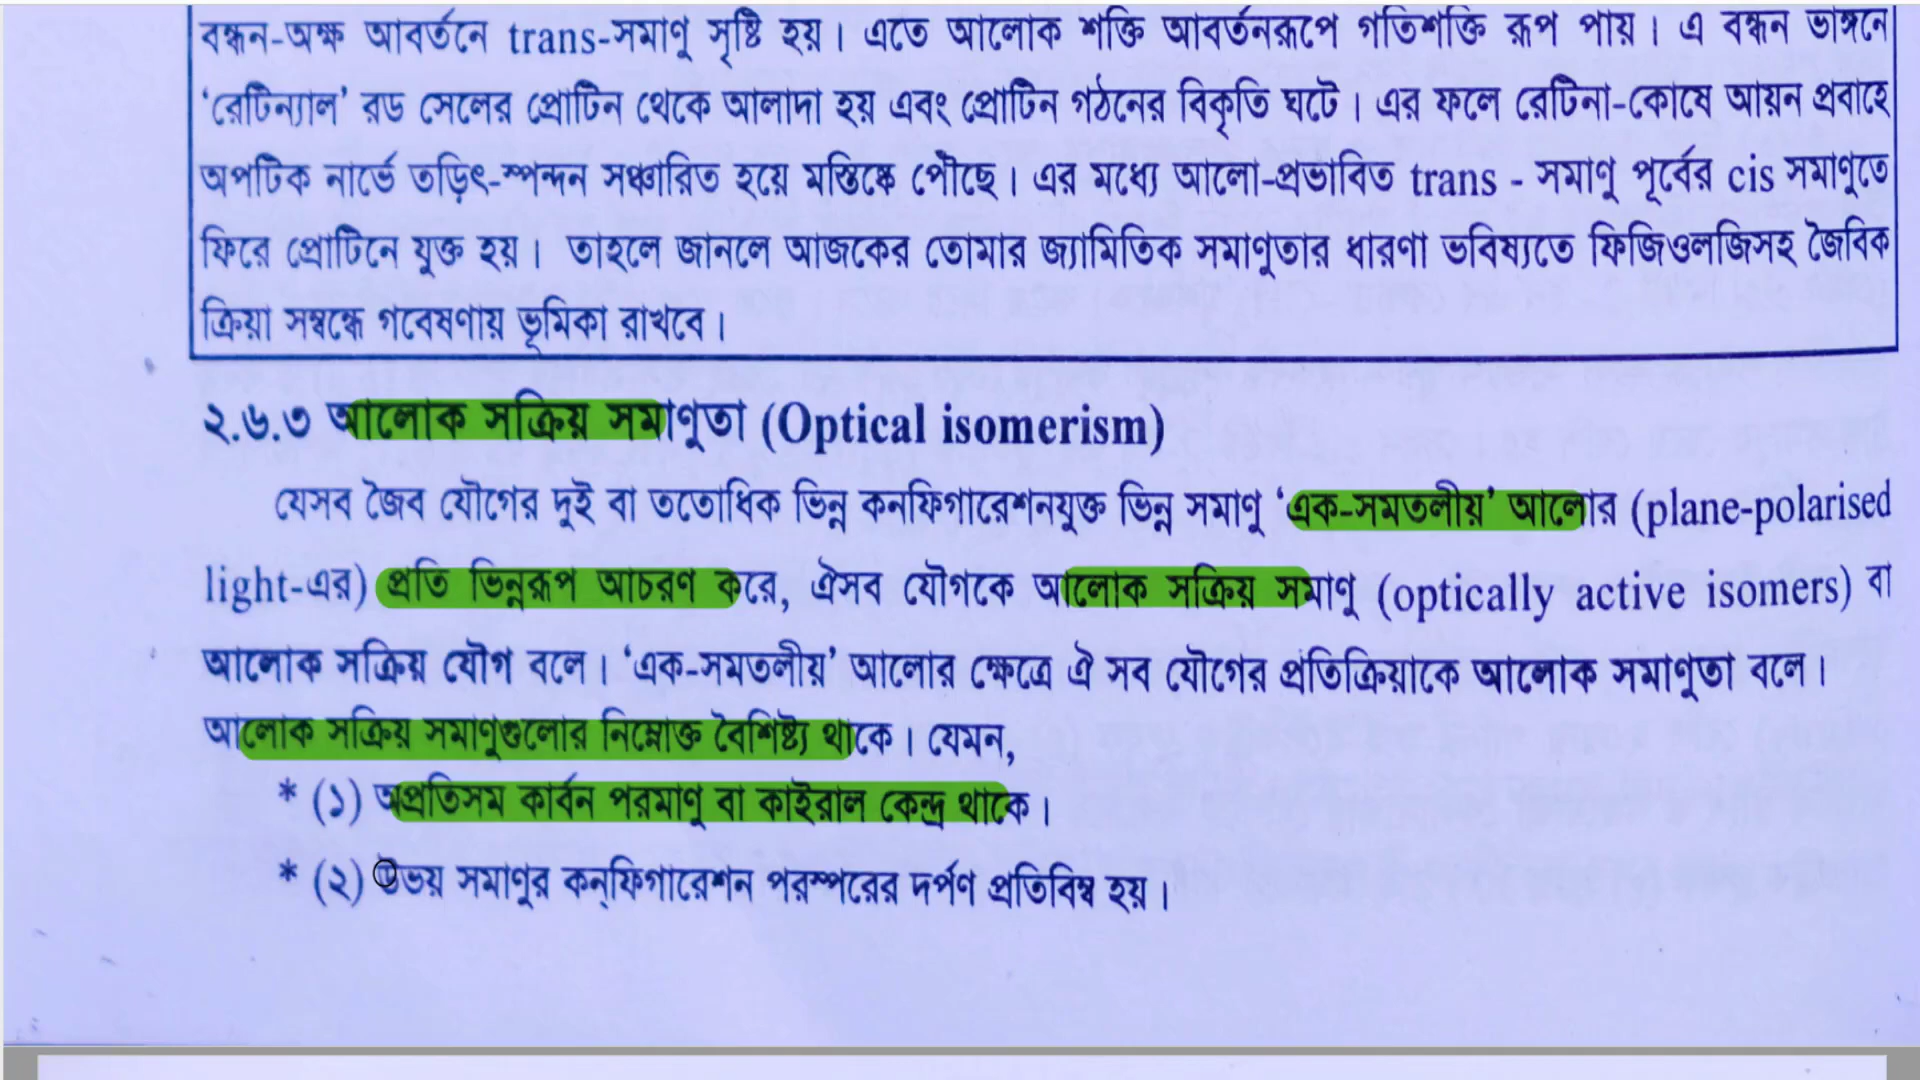 বন্ধন-অক্ষ আবর্তনে trans-সমাণু সৃষ্টি হয়। এতে আলোক শক্তি আবর্তনরূপে গতিশক্তি রূপ পায়। এ বন্ধন ভাঙ্গনে
‘রেটিন্যাল’ রড সেলের প্রোটিন থেকে আলাদা হয় এবং প্রোটিন গঠনের বিকৃতি ঘটে। এর ফলে রেটিনা-কোষে আয়ন প্রবাহে
অপটিক নার্ভে তড়িৎ-স্পন্দন সঞ্চারিত হয়ে মস্তিষ্কে পৌঁছে। এর মধ্যে আলো-প্রভাবিত trans - সমাণু পূর্বের cis সমাণুতে
ফিরে প্রোটিনে যুক্ত হয়। তাহলে জানলে আজকের তোমার জ্যামিতিক সমাণুতার ধারণা ভবিষ্যতে ফিজিওলজিসহ জৈবিক
ক্রিয়া সম্বন্ধে গবেষণায় ভূমিকা রাখবে।
২.৬.৩ আলোক সক্রিয় সমাণুতা (Optical isomerism)
যেসব জৈব যৌগের দুই বা ততোধিক ভিন্ন কনফিগারেশনযুক্ত ভিন্ন সমাণু ‘এক-সমতলীয়’ আলোর (plane-polarised
light-এর) প্রতি ভিন্নরূপ আচরণ করে, ঐসব যৌগকে আলোক সক্রিয় সমাণু (optically active isomers) বা
আলোক সক্রিয় যৌগ বলে। ‘এক-সমতলীয়’ আলোর ক্ষেত্রে ঐ সব যৌগের প্রতিক্রিয়াকে আলোক সমাণুতা বলে।
আলোক সক্রিয় সমাণুগুলোর নিম্নোক্ত বৈশিষ্ট্য থাকে। যেমন,
* (১) অপ্রতিসম কার্বন পরমাণু বা কাইরাল কেন্দ্র থাকে।
* (২) উভয় সমাণুর কন্‌ফিগারেশন পরস্পরের দর্পণ প্রতিবিম্ব হয়।